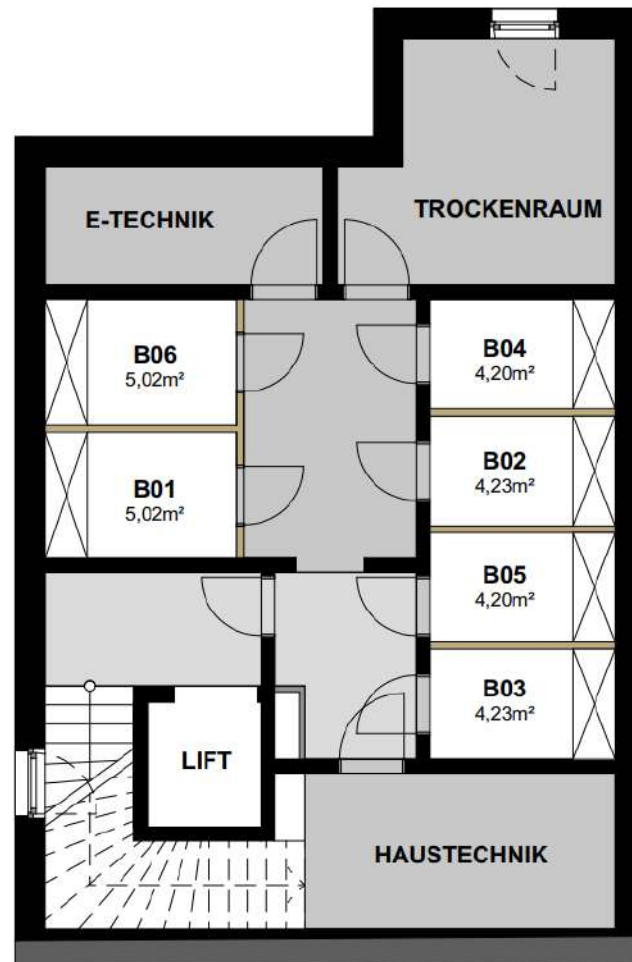 E-TECHNIK
TROCKENRAUM
B06
5,02m²
B04
4,20m²
B01
5,02m²
B02
4,23m²
B05
4,20m²
B03
4,23m²
LIFT
HAUSTECHNIK